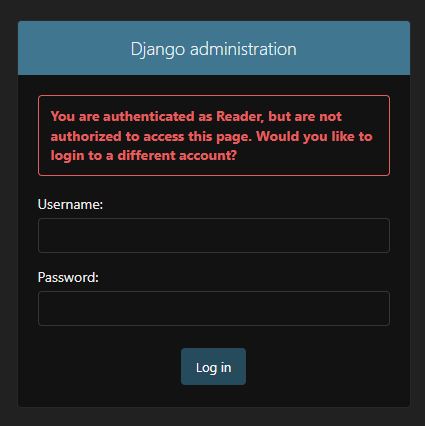 Django administration
You are authenticated as Reader, but are not
authorized to access this page. Would you like to
login to a different account?
Username:
Password:
Log in